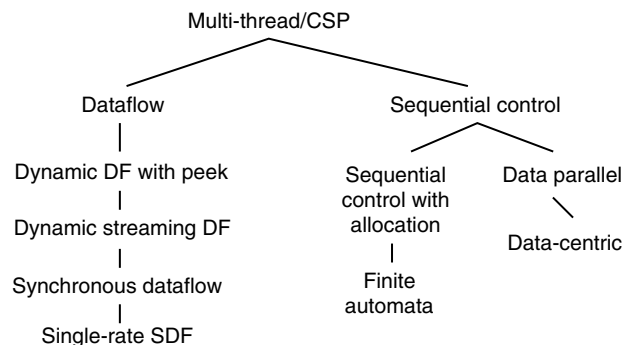 Multi-thread/CSP
Dataflow
Sequential control
Dynamic DF with peek
Sequential
control with
allocation
Data parallel
Dynamic streaming DF
Data-centric
Synchronous dataflow
Finite
automata
Single-rate SDF